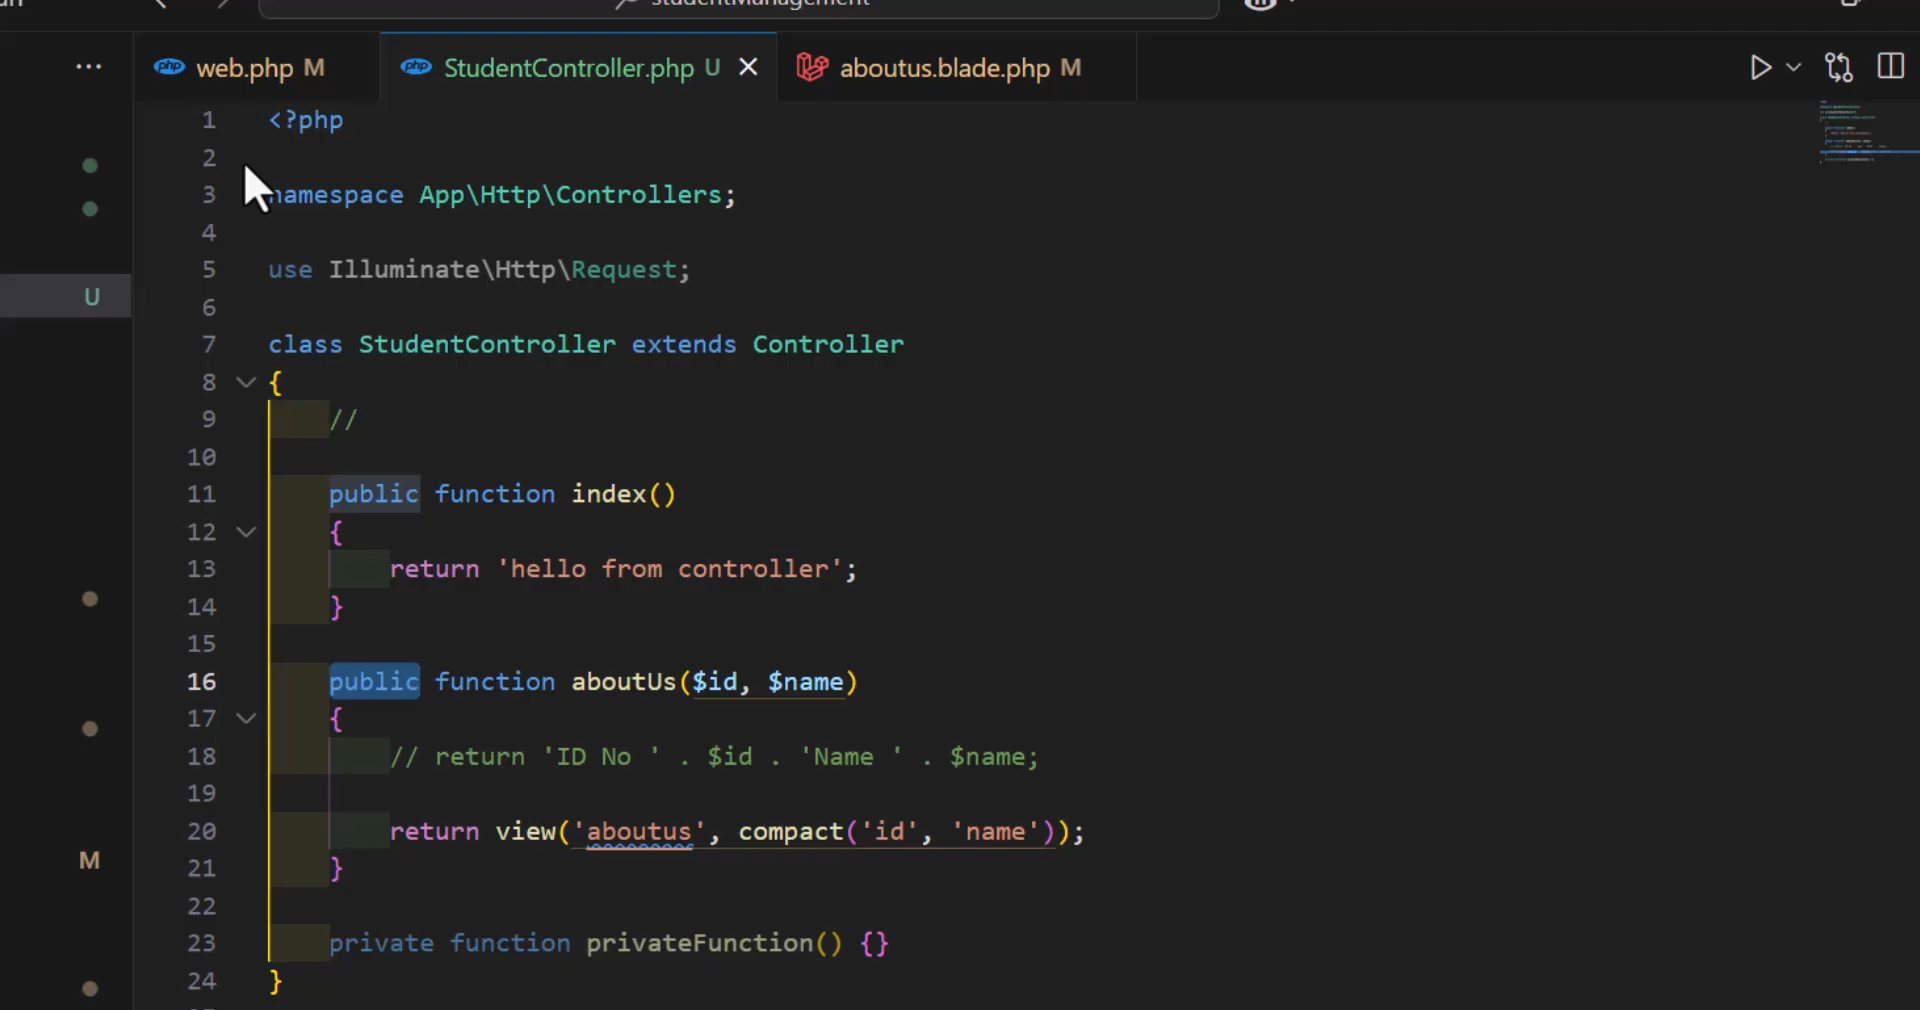 studentManagement
web.php M
StudentController.php U
aboutus.blade.php M
U
M
1 <?php
2
3 namespace App\Http\Controllers;
4
5 use Illuminate\Http\Request;
6
7 class StudentController extends Controller
8 {
9 //
10
11 public function index()
12 {
13 return 'hello from controller';
14 }
15
16 public function aboutUs($id, $name)
17 {
18 // return 'ID No ' . $id . 'Name ' . $name;
19
20 return view('aboutus', compact('id', 'name'));
21 }
22
23 private function privateFunction() {}
24 }